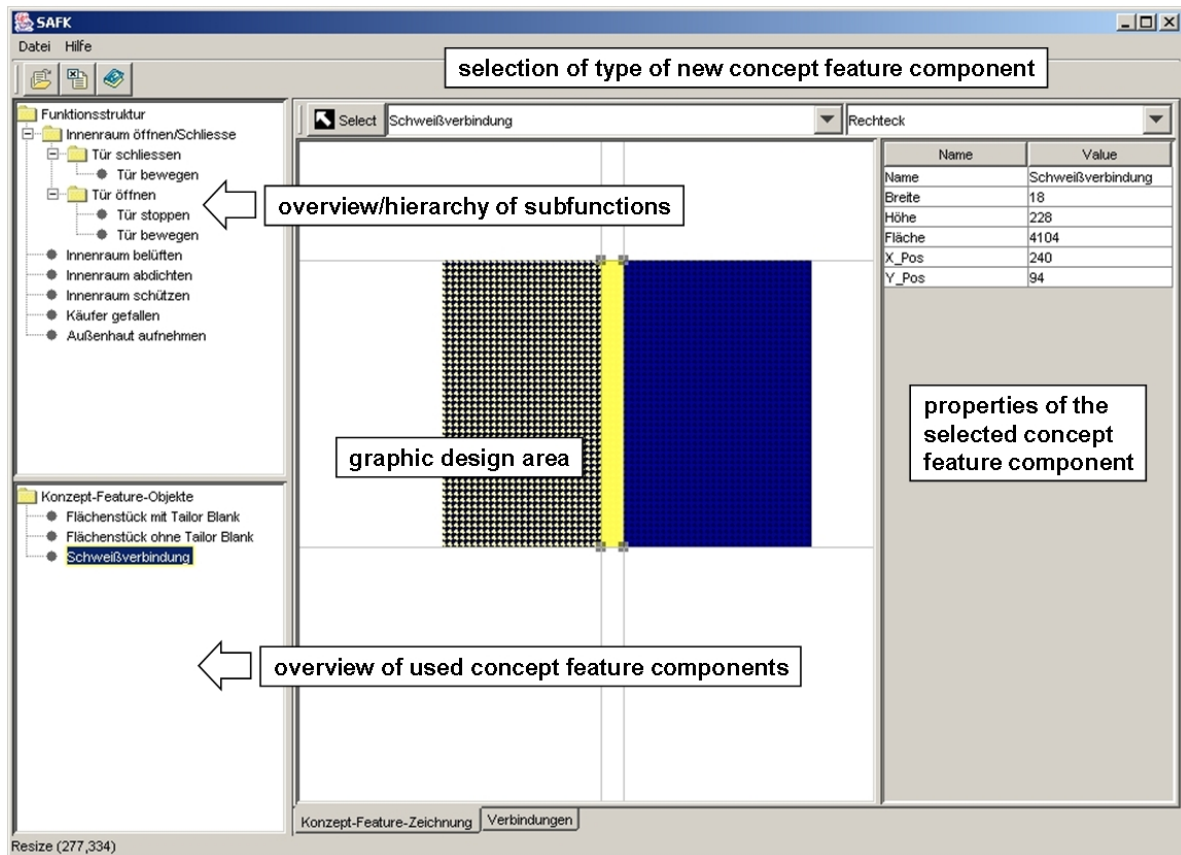 SAFK
Datei Hilfe
selection of type of new concept feature component
Funktionsstruktur
Innenraum öffnen/Schliesse
Tür schliessen
Tür bewegen
Tür öffnen
Tür stoppen
Tür bewegen
Innenraum belüften
Innenraum abdichten
Innenraum schützen
Käufer gefallen
Außenhaut aufnehmen
overview/hierarchy of subfunctions
Select Schweißverbindung Rechteck
Name Value
Name Schweißverbindung
Breite 18
Höhe 228
Fläche 4104
X_Pos 240
Y_Pos 94
graphic design area
properties of the
selected concept
feature component
Konzept-Feature-Objekte
Flächenstück mit Tailor Blank
Flächenstück ohne Tailor Blank
Schweißverbindung
overview of used concept feature components
Konzept-Feature-Zeichnung Verbindungen
Resize (277,334)